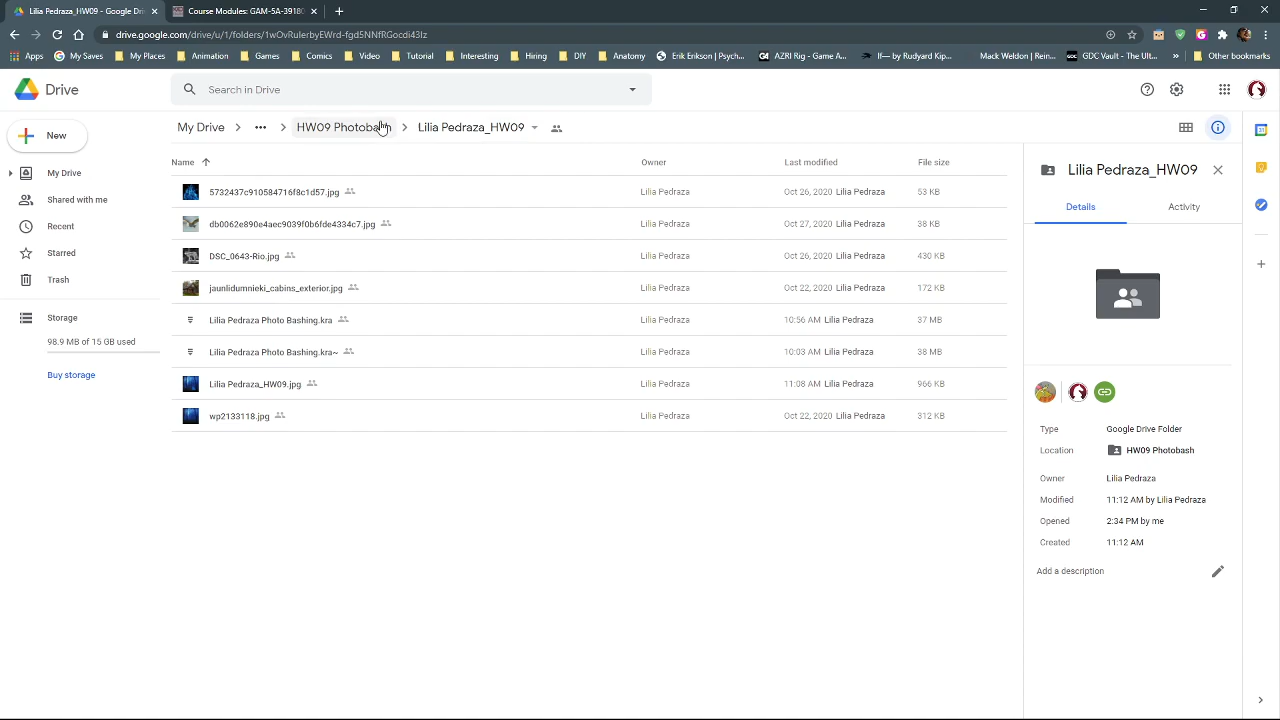 Lilia Pedraza_HW09 - Google Driv
Course Modules: GAM-5A-39180
drive.google.com/drive/u/1/folders/1wOvRulerbyEWrd-fgd5NNfRGocdi43Iz
Apps
My Saves
My Places
Animation
Games
Comics
Video
Tutorial
Interesting
Hiring
DIY
Anatomy
Erik Erikson | Psych...
AZRI Rig - Game A...
If— by Rudyard Kip...
Mack Weldon | Rein...
GDC Vault - The Ult...
»
Other bookmarks
Drive
Search in Drive
My Drive > ••• > HW09 Photobash > Lilia Pedraza_HW09
New
My Drive
Shared with me
Recent
Starred
Trash
Storage
98.9 MB of 15 GB used
Buy storage
Name Owner Last modified File size
5732437c910584716f8c1d57.jpg Lilia Pedraza Oct 26, 2020 Lilia Pedraza 53 KB
db0062e890e4aec9039f0b6fde4334c7.jpg Lilia Pedraza Oct 27, 2020 Lilia Pedraza 38 KB
DSC_0643-Rio.jpg Lilia Pedraza Oct 26, 2020 Lilia Pedraza 430 KB
jaunlidumnieki_cabins_exterior.jpg Lilia Pedraza Oct 22, 2020 Lilia Pedraza 172 KB
Lilia Pedraza Photo Bashing.kra Lilia Pedraza 10:56 AM Lilia Pedraza 37 MB
Lilia Pedraza Photo Bashing.kra~ Lilia Pedraza 10:03 AM Lilia Pedraza 38 MB
Lilia Pedraza_HW09.jpg Lilia Pedraza 11:08 AM Lilia Pedraza 966 KB
wp2133118.jpg Lilia Pedraza Oct 22, 2020 Lilia Pedraza 312 KB
Lilia Pedraza_HW09
Details Activity
Type Google Drive Folder
Location HW09 Photobash
Owner Lilia Pedraza
Modified 11:12 AM by Lilia Pedraza
Opened 2:34 PM by me
Created 11:12 AM
Add a description